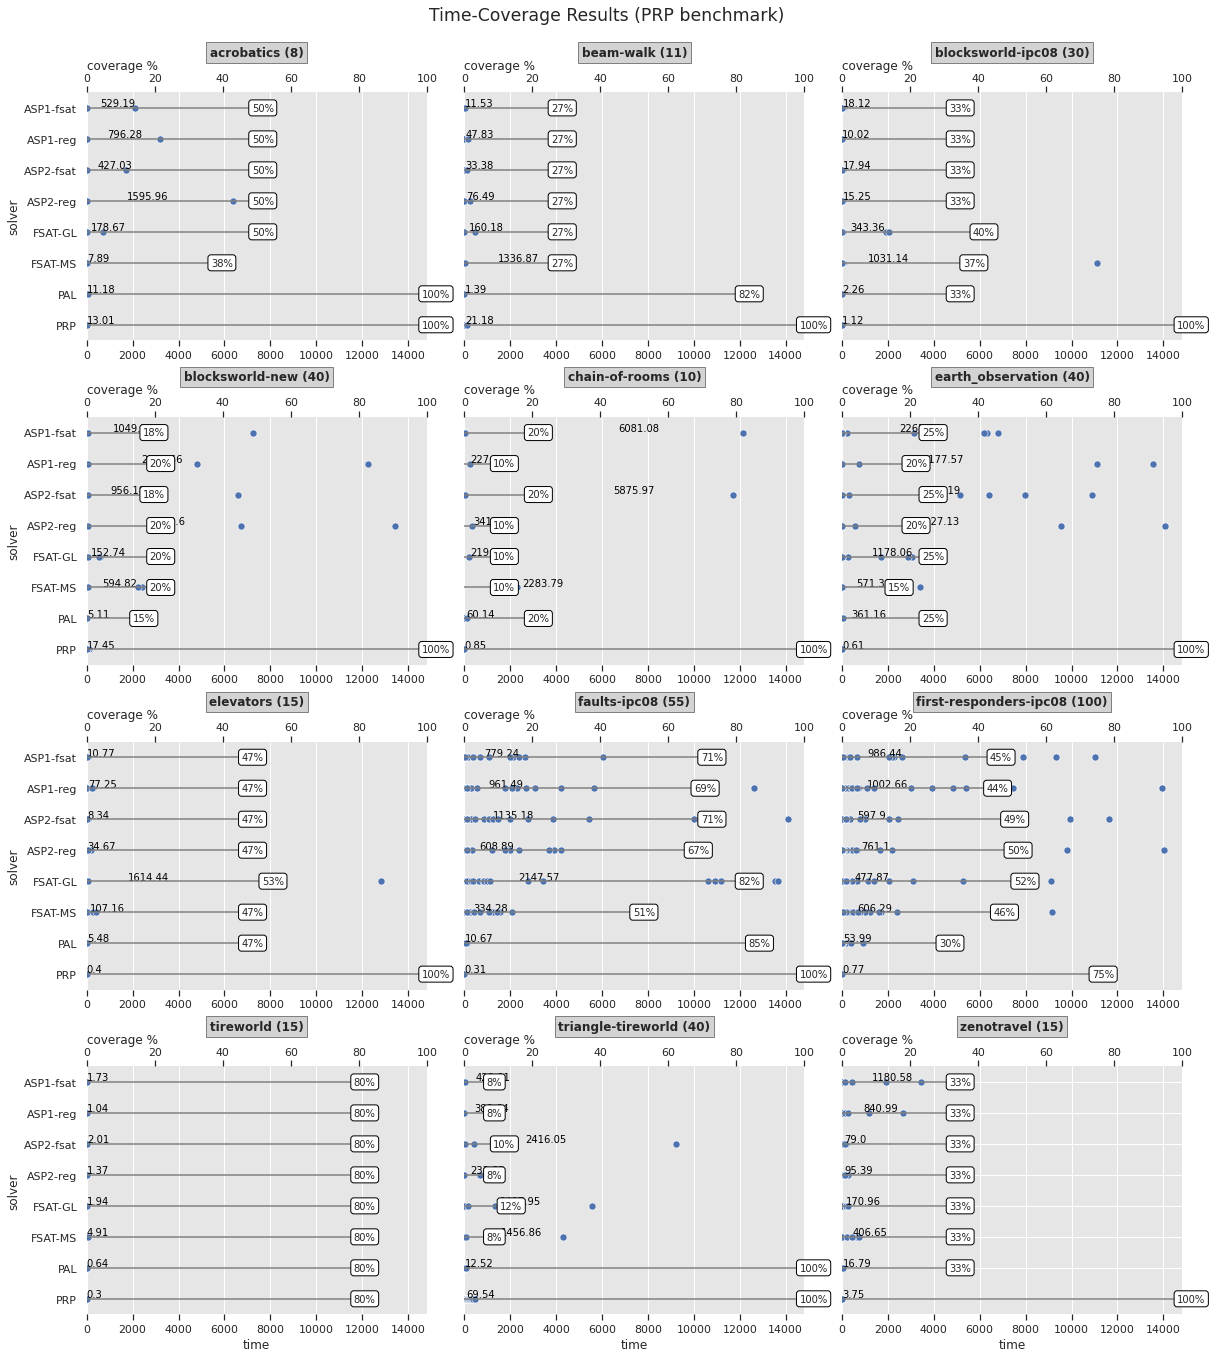 Time-Coverage Results (PRP benchmark)
acrobatics (8)
coverage %
0 20 40 60 80 100
solver
ASP1-fsat 529.19 50%
ASP1-reg 796.28 50%
ASP2-fsat 427.03 50%
ASP2-reg 1595.96 50%
FSAT-GL 178.67 50%
FSAT-MS 7.89 38%
PAL 11.18 100%
PRP 13.01 100%
0 2000 4000 6000 8000 10000 12000 14000
beam-walk (11)
coverage %
0 20 40 60 80 100
11.53 27%
47.83 27%
33.38 27%
76.49 27%
160.18 27%
1336.87 27%
1.39 82%
21.18 100%
0 2000 4000 6000 8000 10000 12000 14000
blocksworld-ipc08 (30)
coverage %
0 20 40 60 80 100
18.12 33%
10.02 33%
17.94 33%
15.25 33%
343.36 40%
1031.14 37%
2.26 33%
1.12 100%
0 2000 4000 6000 8000 10000 12000 14000
blocksworld-new (40)
coverage %
0 20 40 60 80 100
solver
ASP1-fsat 18%
ASP1-reg 20%
ASP2-fsat 18%
ASP2-reg 20%
FSAT-GL 152.74 20%
FSAT-MS 594.82 20%
PAL 5.11 15%
PRP 17.45 100%
0 2000 4000 6000 8000 10000 12000 14000
chain-of-rooms (10)
coverage %
0 20 40 60 80 100
20% 6081.08
10%
20% 5875.97
10%
10%
10% 2283.79
60.14 20%
0.85 100%
0 2000 4000 6000 8000 10000 12000 14000
earth_observation (40)
coverage %
0 20 40 60 80 100
25%
20%
25%
20%
1178.06 25%
15%
361.16 25%
0.61 100%
0 2000 4000 6000 8000 10000 12000 14000
elevators (15)
coverage %
0 20 40 60 80 100
solver
ASP1-fsat 10.77 47%
ASP1-reg 77.25 47%
ASP2-fsat 8.34 47%
ASP2-reg 34.67 47%
FSAT-GL 1614.44 53%
FSAT-MS 107.16 47%
PAL 5.48 47%
PRP 0.4 100%
0 2000 4000 6000 8000 10000 12000 14000
faults-ipc08 (55)
coverage %
0 20 40 60 80 100
779.24 71%
961.49 69%
1135.18 71%
608.89 67%
2147.57 82%
334.28 51%
10.67 85%
0.31 100%
0 2000 4000 6000 8000 10000 12000 14000
first-responders-ipc08 (100)
coverage %
0 20 40 60 80 100
986.44 45%
1002.66 44%
597.9 49%
761.1 50%
477.87 52%
606.29 46%
53.99 30%
0.77 75%
0 2000 4000 6000 8000 10000 12000 14000
tireworld (15)
coverage %
0 20 40 60 80 100
solver
ASP1-fsat 1.73 80%
ASP1-reg 1.04 80%
ASP2-fsat 2.01 80%
ASP2-reg 1.37 80%
FSAT-GL 1.94 80%
FSAT-MS 4.91 80%
PAL 0.64 80%
PRP 0.3 80%
0 2000 4000 6000 8000 10000 12000 14000
time
triangle-tireworld (40)
coverage %
0 20 40 60 80 100
8%
8%
10% 2416.05
8%
12%
8%
12.52 100%
69.54 100%
0 2000 4000 6000 8000 10000 12000 14000
zenotravel (15)
coverage %
0 20 40 60 80 100
1180.58 33%
840.99 33%
79.0 33%
95.39 33%
170.96 33%
406.65 33%
16.79 33%
3.75 100%
0 2000 4000 6000 8000 10000 12000 14000
time